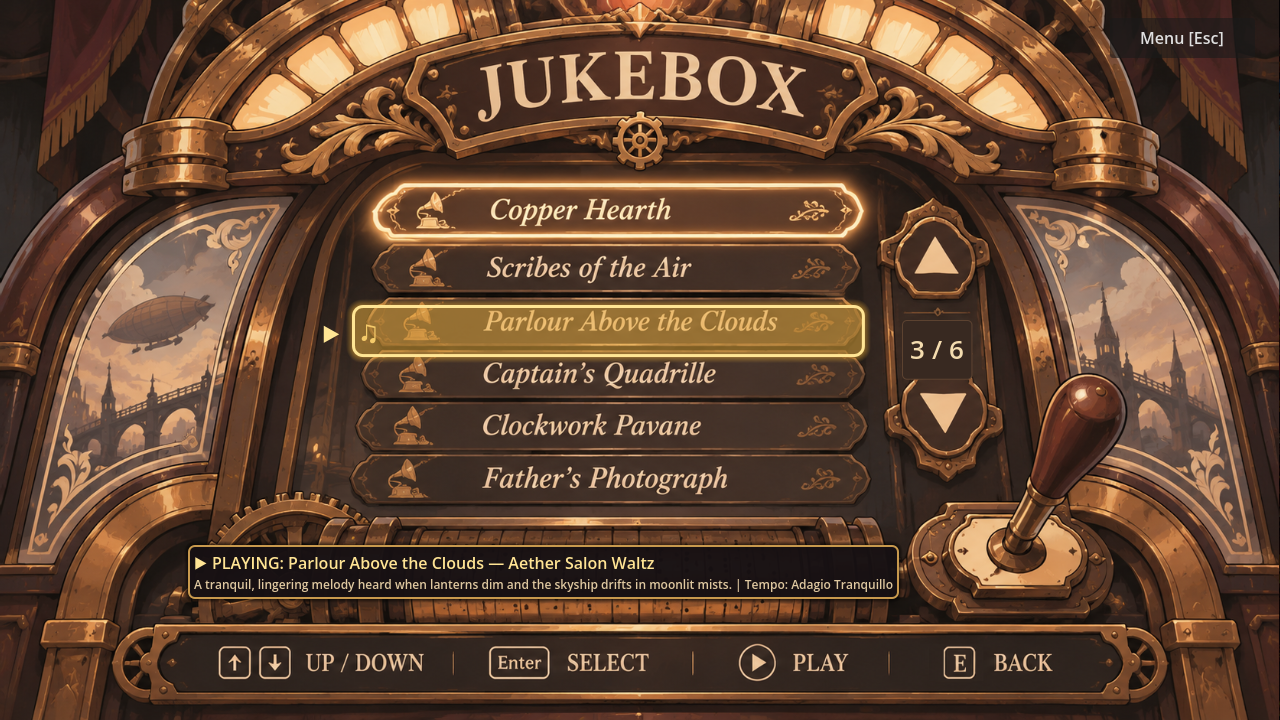 Menu [Esc]
JUKEBOX
Copper Hearth
Scribes of the Air
Parlour Above the Clouds
Captain's Quadrille
Clockwork Pavane
Father's Photograph
3 / 6
▶ PLAYING: Parlour Above the Clouds — Aether Salon Waltz
A tranquil, lingering melody heard when lanterns dim and the skyship drifts in moonlit mists. | Tempo: Adagio Tranquillo
↑ ↓ UP / DOWN | Enter SELECT | ▶ PLAY | E BACK